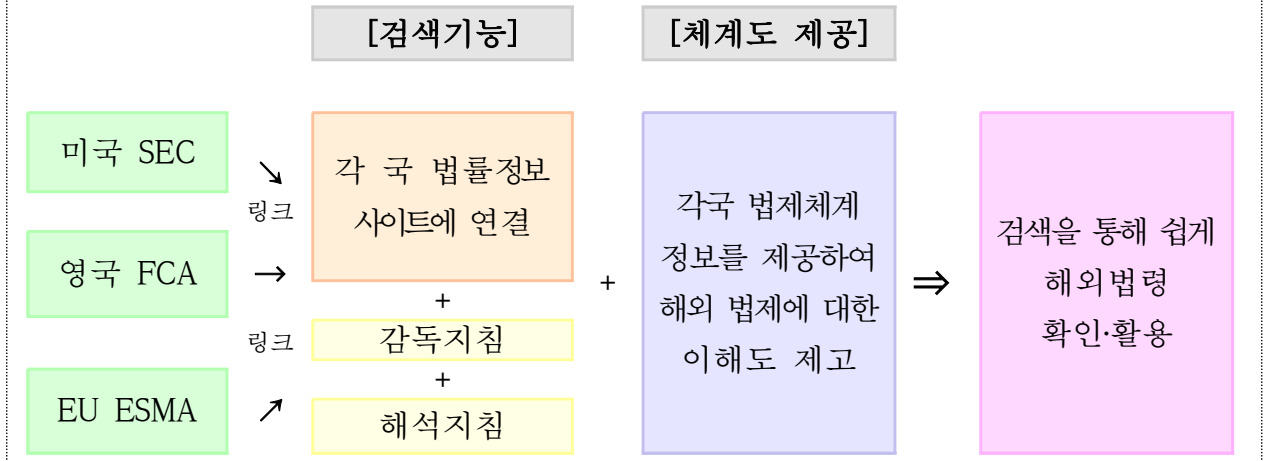 [검색기능]
[체계도 제공]
미국 SEC
↘
링크
영국 FCA
→
링크
EU ESMA
↗
각 국 법률정보
사이트에 연결
+
감독지침
+
해석지침
+
각국 법제체계
정보를 제공하여
해외 법제에 대한
이해도 제고
⇒
검색을 통해 쉽게
해외법령
확인·활용